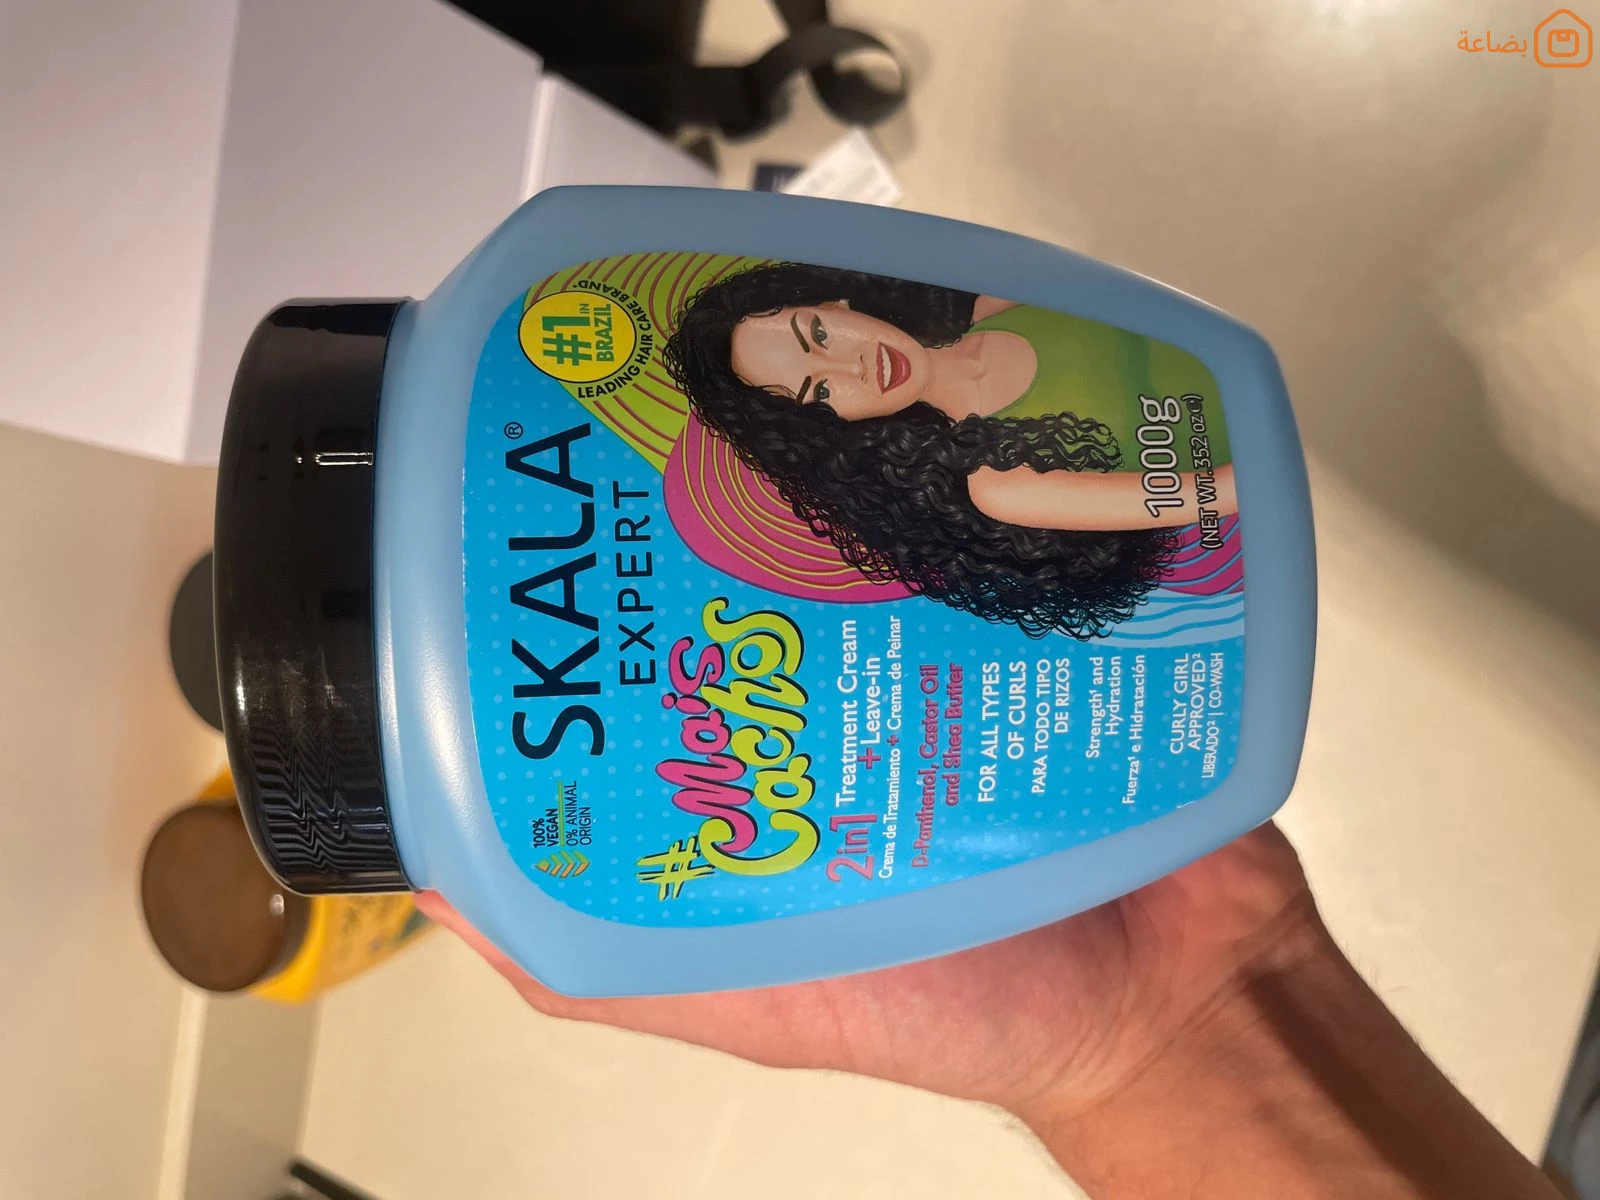 بضاعة
#1 IN
BRAZIL
LEADING HAIR CARE BRAND.
100%
VEGAN
0% ANIMAL
ORIGIN
SKALA®
EXPERT
#Mais
Cachos
2in1 Treatment Cream
+ Leave-in
Crema de Tratamiento + Crema de Peinar
D-Panthenol, Castor Oil
and Shea Butter
FOR ALL TYPES
OF CURLS
PARA TODO TIPO
DE RIZOS
Strength¹ and
Hydration
Fuerza¹ e Hidratación
CURLY GIRL
APPROVED²
LIBERADO² | CO-WASH
1000g
(NET WT. 35.2 oz℮)